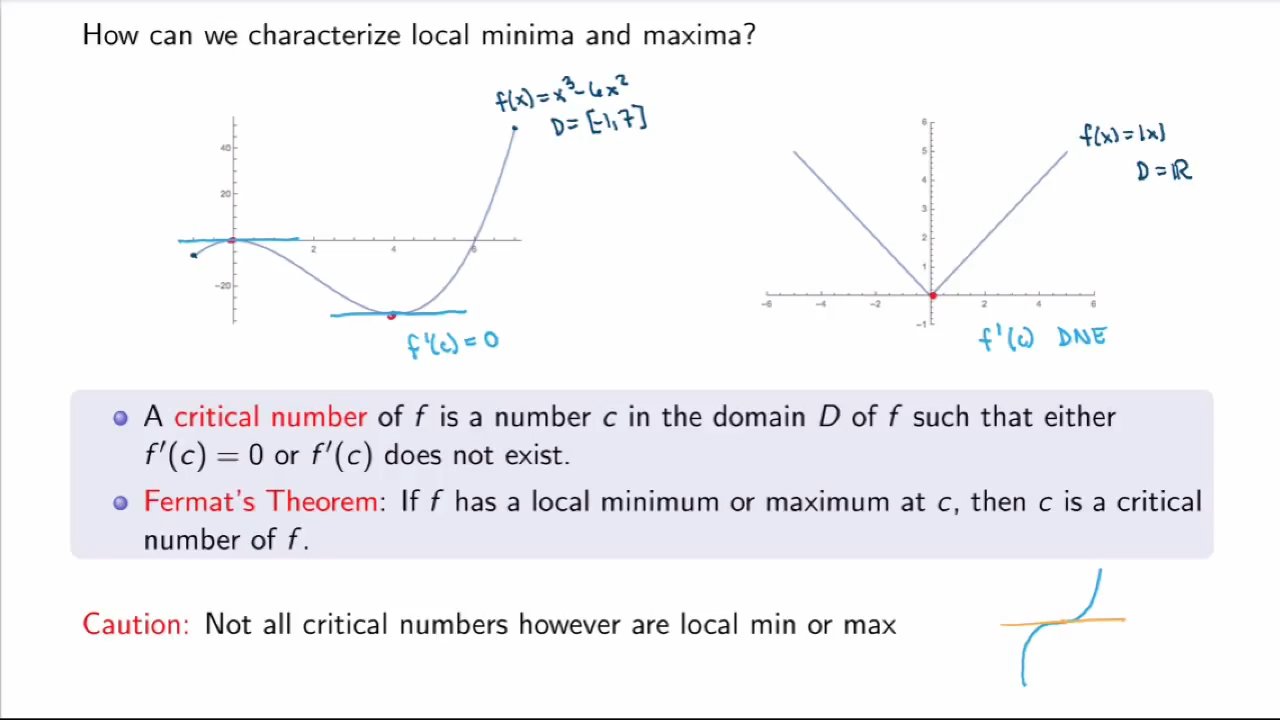 How can we characterize local minima and maxima?
f(x) = x³ - 6x²
D = [-1, 7]
40
20
2
4
6
-20
f'(c) = 0
f(x) = |x|
D = ℝ
6
5
4
3
2
1
-6
-4
-2
2
4
6
-1
f'(c) DNE
A critical number of f is a number c in the domain D of f such that either
f'(c) = 0 or f'(c) does not exist.
Fermat's Theorem: If f has a local minimum or maximum at c, then c is a critical
number of f.
Caution: Not all critical numbers however are local min or max